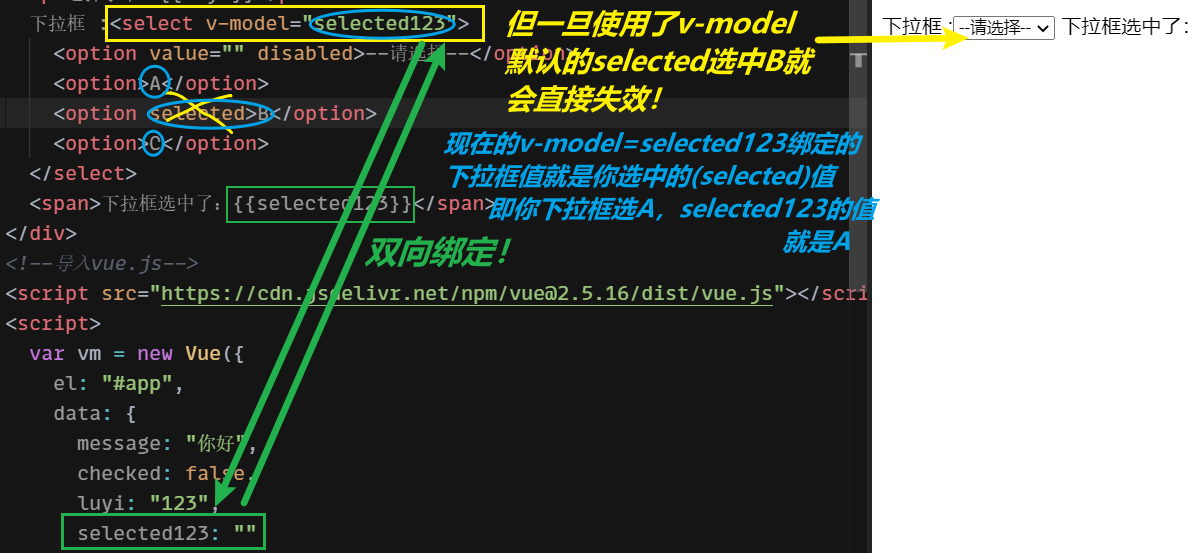 下拉框 :<select v-model="selected123">
<option value="" disabled>--请选择--</option>
<option>A</option>
<option selected>B</option>
<option>C</option>
</select>
<span>下拉框选中了: {{selected123}}</span>
</div>
<!--导入vue.js-->
<script src="https://cdn.jsdelivr.net/npm/vue@2.5.16/dist/vue.js"></scri
<script>
var vm = new Vue({
el: "#app",
data: {
message: "你好",
checked: false,
luyi: "123",
selected123: ""
但一旦使用了v-model
默认的selected选中B就
会直接失效！
现在的v-model=selected123绑定的
下拉框值就是你选中的(selected)值
即你下拉框选A，selected123的值
就是A
双向绑定！
下拉框 : --请选择-- 下拉框选中了: